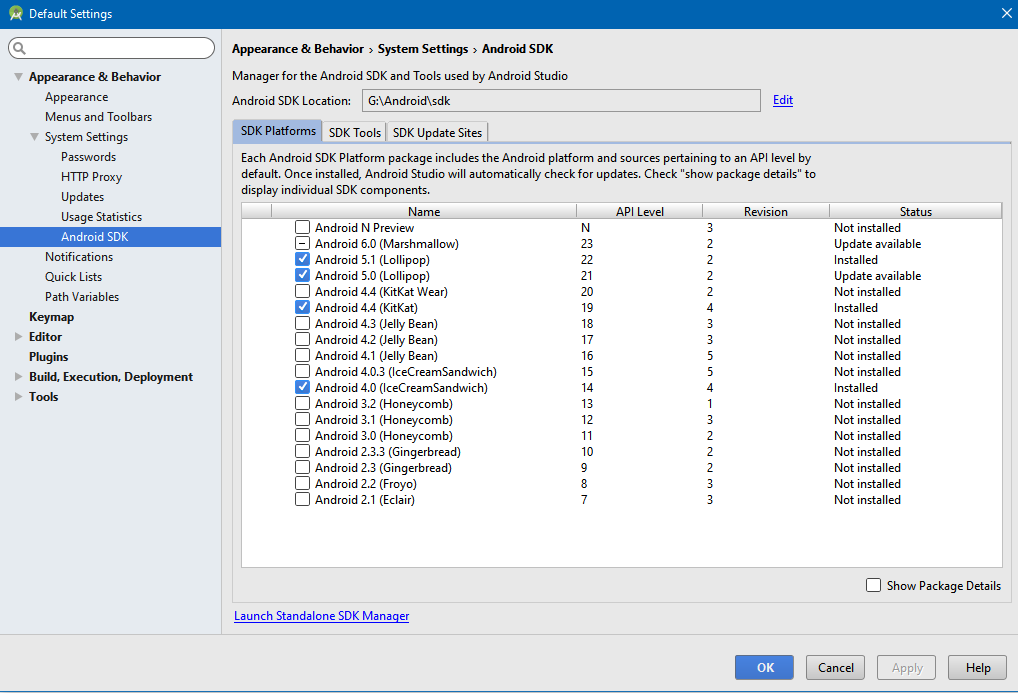 Default Settings
Appearance & Behavior › System Settings › Android SDK
Manager for the Android SDK and Tools used by Android Studio
Android SDK Location: G:\Android\sdk Edit
Appearance & Behavior
Appearance
Menus and Toolbars
System Settings
Passwords
HTTP Proxy
Updates
Usage Statistics
Android SDK
Notifications
Quick Lists
Path Variables
Keymap
Editor
Plugins
Build, Execution, Deployment
Tools
SDK Platforms SDK Tools SDK Update Sites
Each Android SDK Platform package includes the Android platform and sources pertaining to an API level by
default. Once installed, Android Studio will automatically check for updates. Check "show package details" to
display individual SDK components.
Name API Level Revision Status
Android N Preview N 3 Not installed
Android 6.0 (Marshmallow) 23 2 Update available
Android 5.1 (Lollipop) 22 2 Installed
Android 5.0 (Lollipop) 21 2 Update available
Android 4.4 (KitKat Wear) 20 2 Not installed
Android 4.4 (KitKat) 19 4 Installed
Android 4.3 (Jelly Bean) 18 3 Not installed
Android 4.2 (Jelly Bean) 17 3 Not installed
Android 4.1 (Jelly Bean) 16 5 Not installed
Android 4.0.3 (IceCreamSandwich) 15 5 Not installed
Android 4.0 (IceCreamSandwich) 14 4 Installed
Android 3.2 (Honeycomb) 13 1 Not installed
Android 3.1 (Honeycomb) 12 3 Not installed
Android 3.0 (Honeycomb) 11 2 Not installed
Android 2.3.3 (Gingerbread) 10 2 Not installed
Android 2.3 (Gingerbread) 9 2 Not installed
Android 2.2 (Froyo) 8 3 Not installed
Android 2.1 (Eclair) 7 3 Not installed
Show Package Details
Launch Standalone SDK Manager
OK Cancel Apply Help